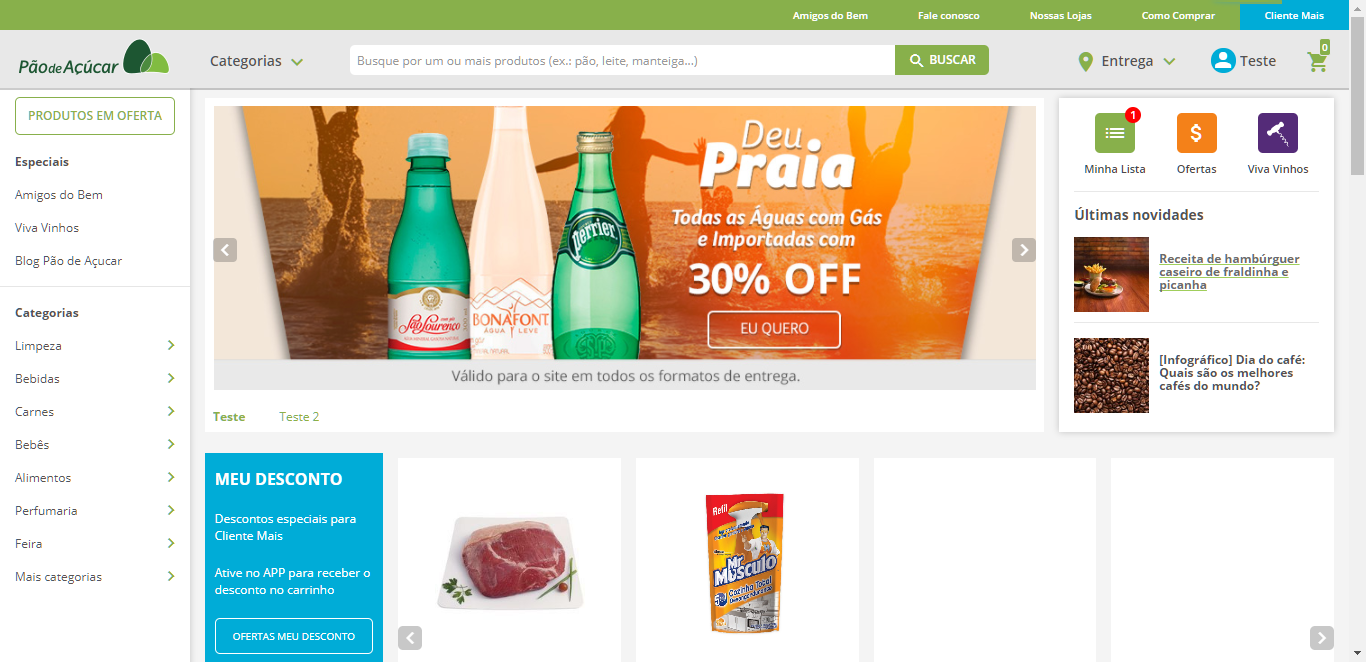 Amigos do Bem
Fale conosco
Nossas Lojas
Como Comprar
Cliente Mais
Pão de Açúcar
Categorias
Busque por um ou mais produtos (ex.: pão, leite, manteiga...)
BUSCAR
Entrega
Teste
0
PRODUTOS EM OFERTA
Especiais
Amigos do Bem
Viva Vinhos
Blog Pão de Açucar
Categorias
Limpeza
Bebidas
Carnes
Bebês
Alimentos
Perfumaria
Feira
Mais categorias
Deu
Praia
Todas as Águas com Gás
e Importadas com
30% OFF
EU QUERO
perrier
São Lourenço
BONAFONT
ÁGUA LEVE
Válido para o site em todos os formatos de entrega.
Teste
Teste 2
1
$
Minha Lista
Ofertas
Viva Vinhos
Últimas novidades
Receita de hambúrguer
caseiro de fraldinha e
picanha
[Infográfico] Dia do café:
Quais são os melhores
cafés do mundo?
MEU DESCONTO
Descontos especiais para
Cliente Mais
Ative no APP para receber o
desconto no carrinho
OFERTAS MEU DESCONTO
Refil
Mr
Músculo
Cozinha Total